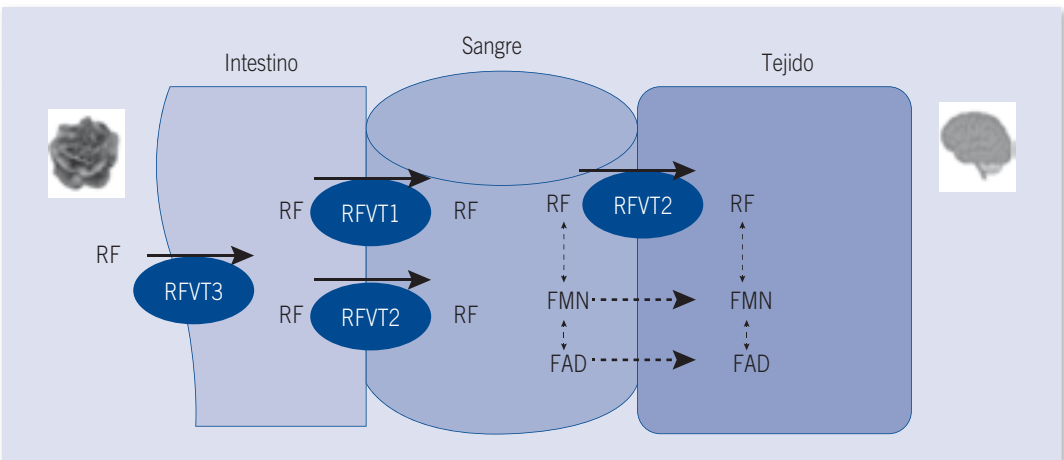 Intestino
Sangre
Tejido
RF
RFVT3
RF
RFVT1
RF
RF
RFVT2
RF
RF
RFVT2
RF
FMN
FMN
FAD
FAD